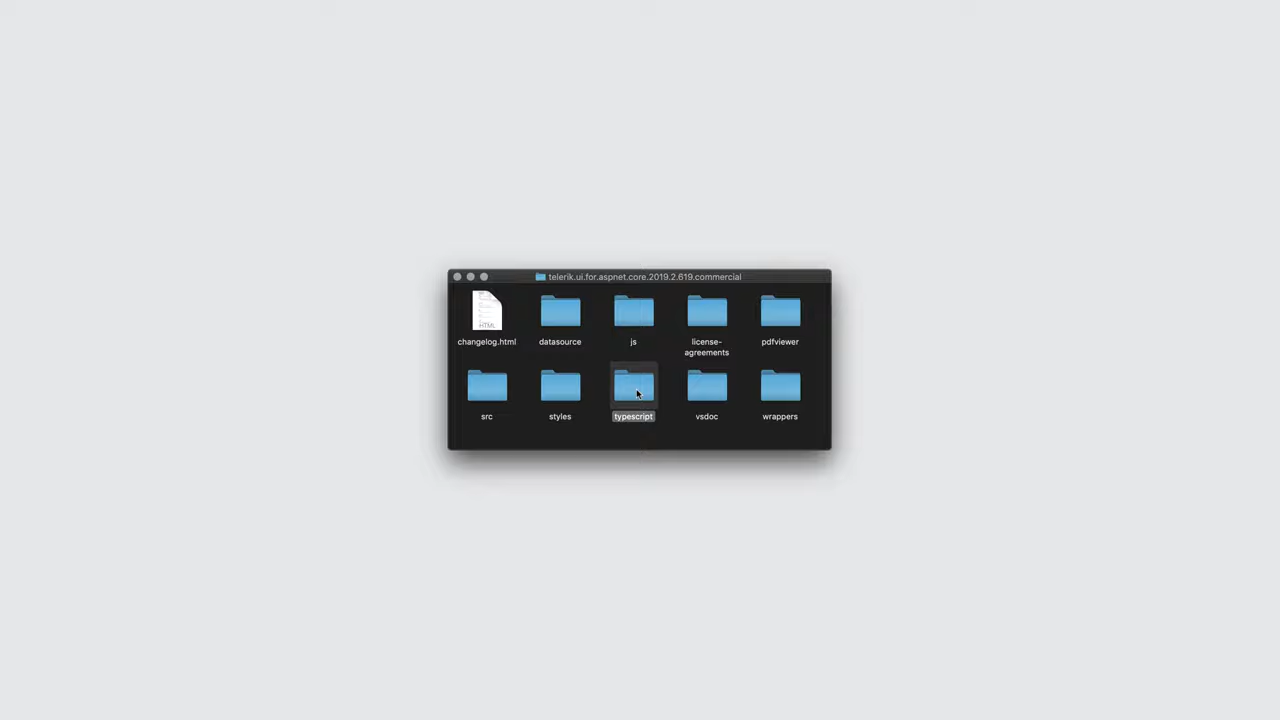 telerik.ui.for.aspnet.core.2019.2.619.commercial
HTML
changelog.html
datasource
js
license-
agreements
pdfviewer
src
styles
typescript
vsdoc
wrappers